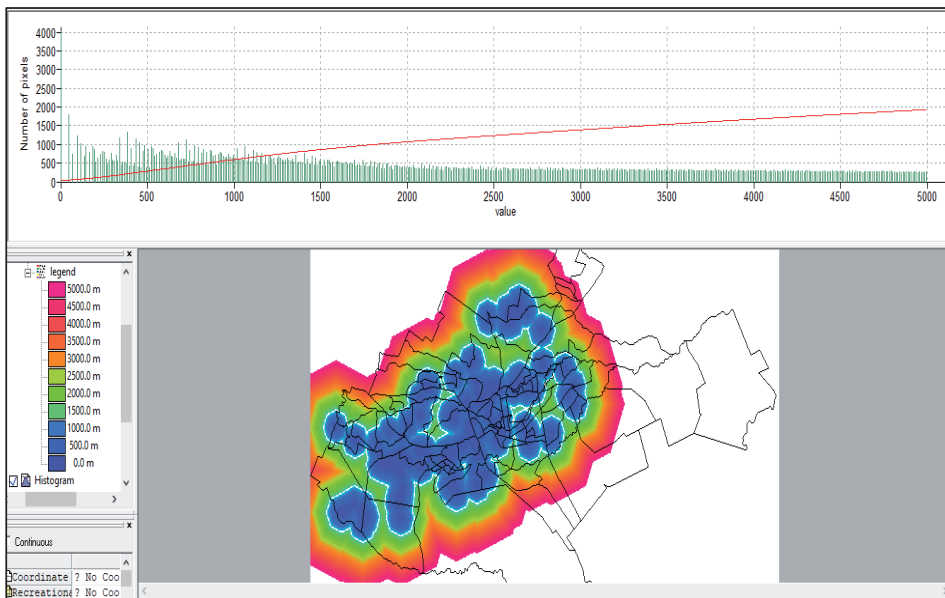 4000
3500
3000
2500
2000
1500
1000
500
0
Number of pixels
0 500 1000 1500 2000 2500 3000 3500 4000 4500 5000
value
x
legend
5000.0 m
4500.0 m
4000.0 m
3500.0 m
3000.0 m
2500.0 m
2000.0 m
1500.0 m
1000.0 m
500.0 m
0.0 m
Histogram
x
Continuous
Coordinate ? No Coo
Recreationa ? No Coo